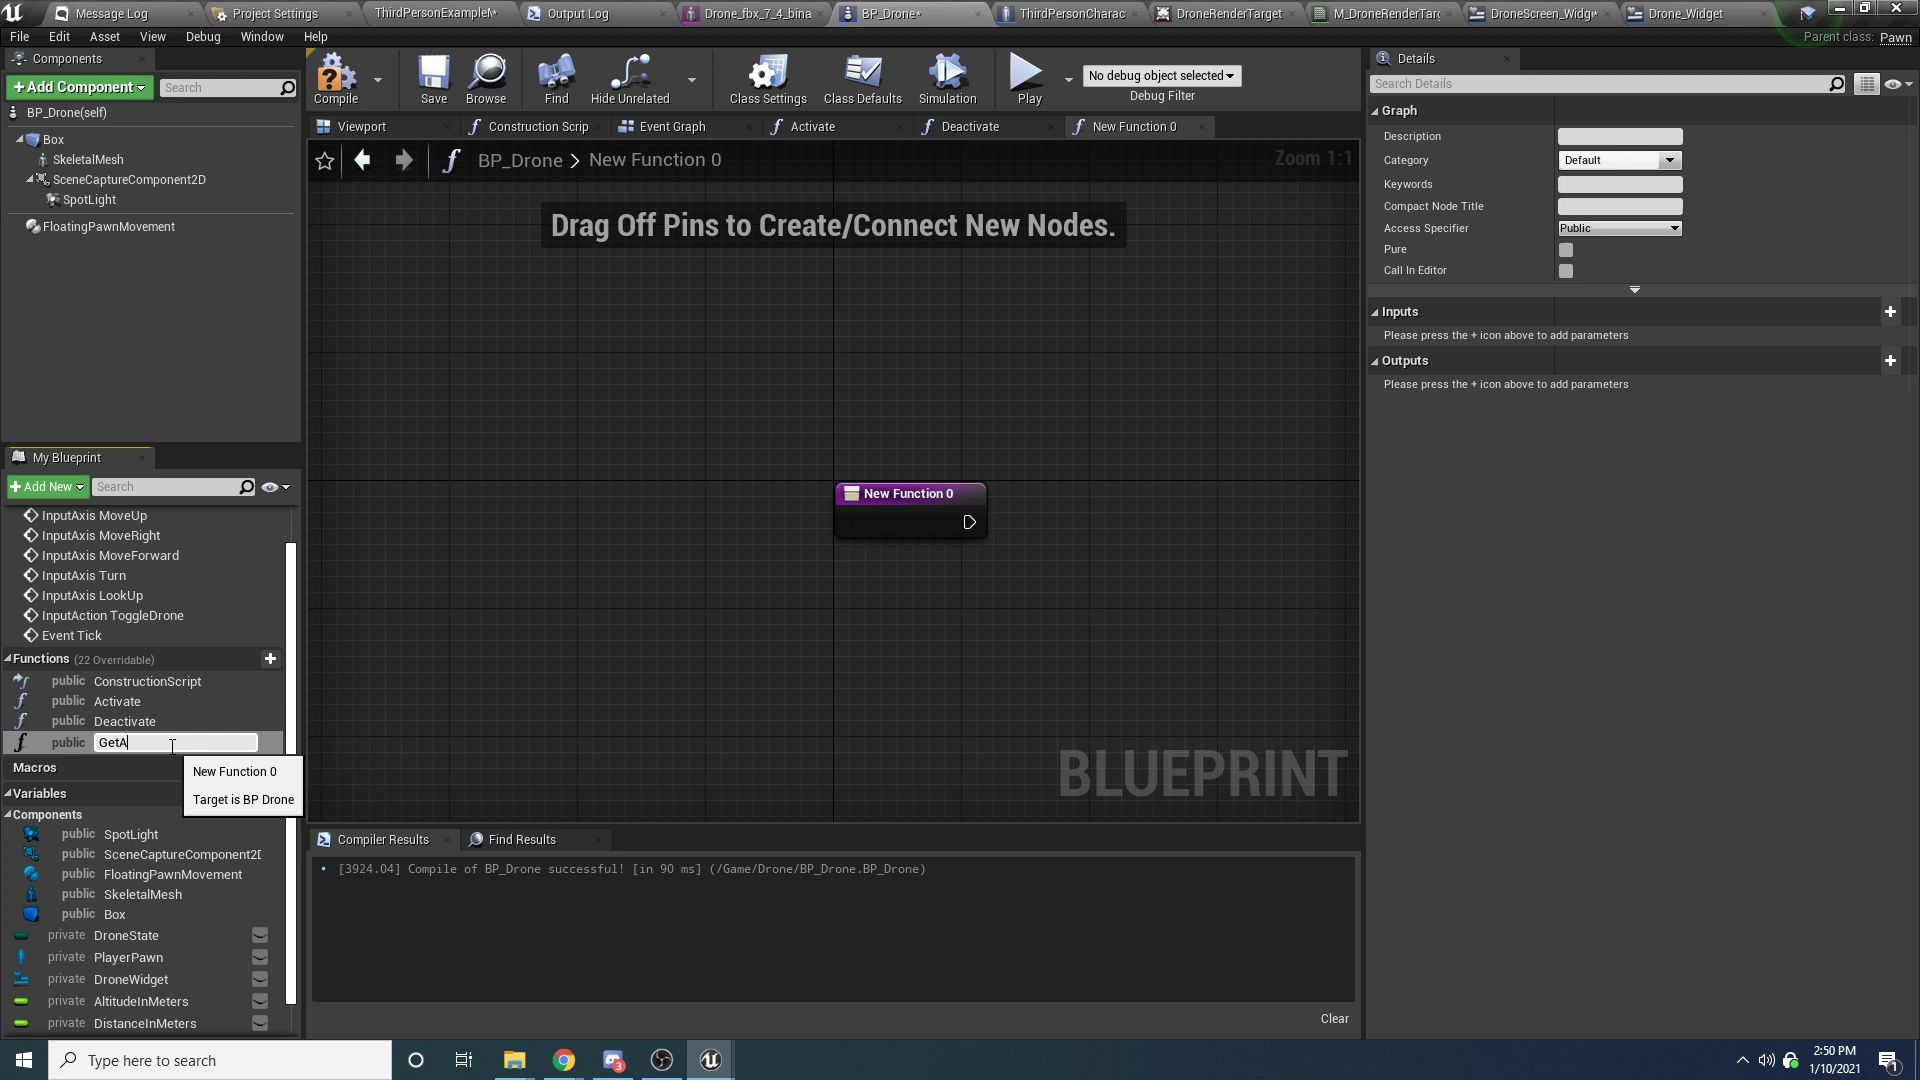 Message Log
Project Settings
ThirdPersonExampleM*
Output Log
Drone_fbx_7_4_bina
BP_Drone*
ThirdPersonCharac
DroneRenderTarget
M_DroneRenderTarg
DroneScreen_Widg*
Drone_Widget
File Edit Asset View Debug Window Help
Parent class: Pawn
Components
+Add Component
Search
BP_Drone(self)
Box
SkeletalMesh
SceneCaptureComponent2D
SpotLight
FloatingPawnMovement
Compile
Save
Browse
Find
Hide Unrelated
Class Settings
Class Defaults
Simulation
Play
No debug object selected
Debug Filter
Viewport
Construction Scrip
Event Graph
Activate
Deactivate
New Function 0
BP_Drone > New Function 0
Zoom 1:1
Drag Off Pins to Create/Connect New Nodes.
New Function 0
BLUEPRINT
My Blueprint
+Add New
Search
InputAxis MoveUp
InputAxis MoveRight
InputAxis MoveForward
InputAxis Turn
InputAxis LookUp
InputAction ToggleDrone
Event Tick
Functions (22 Overridable)
public ConstructionScript
public Activate
public Deactivate
public GetA
New Function 0
Target is BP Drone
Macros
Variables
Components
public SpotLight
public SceneCaptureComponent2D
public FloatingPawnMovement
public SkeletalMesh
public Box
private DroneState
private PlayerPawn
private DroneWidget
private AltitudeInMeters
private DistanceInMeters
Compiler Results
Find Results
• [3924.04] Compile of BP_Drone successful! [in 90 ms] (/Game/Drone/BP_Drone.BP_Drone)
Clear
Details
Search Details
Graph
Description
Category Default
Keywords
Compact Node Title
Access Specifier Public
Pure
Call In Editor
Inputs
Please press the + icon above to add parameters
Outputs
Please press the + icon above to add parameters
Type here to search
3
2:50 PM
1/10/2021
1